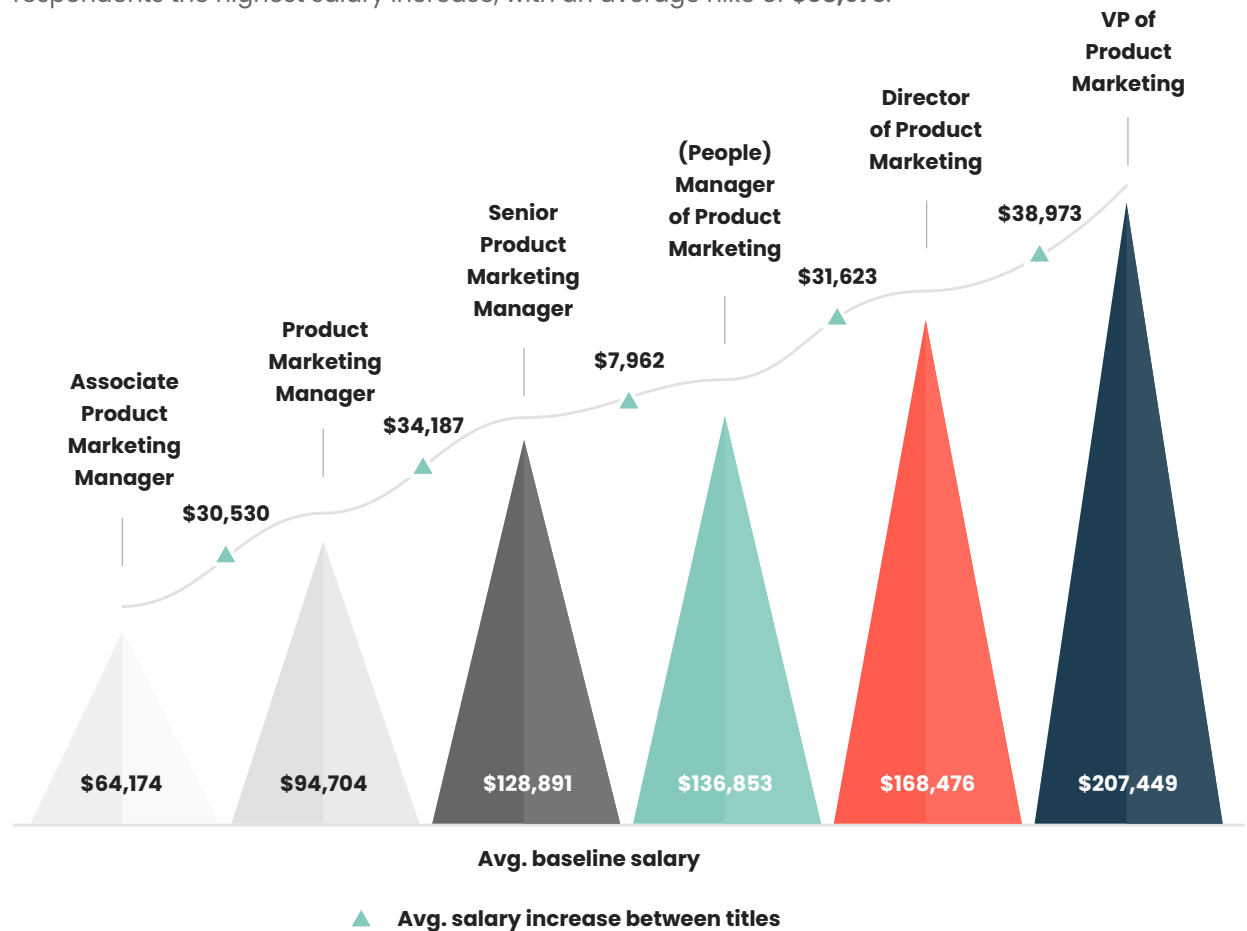 VP of
Product
Marketing
Director
of Product
Marketing
(People)
Manager
of Product
Marketing
$38,973
Senior
Product
Marketing
Manager
$31,623
Product
Marketing
Manager
$7,962
Associate
Product
Marketing
Manager
$34,187
$30,530
$64,174 $94,704 $128,891 $136,853 $168,476 $207,449
Avg. baseline salary
Avg. salary increase between titles